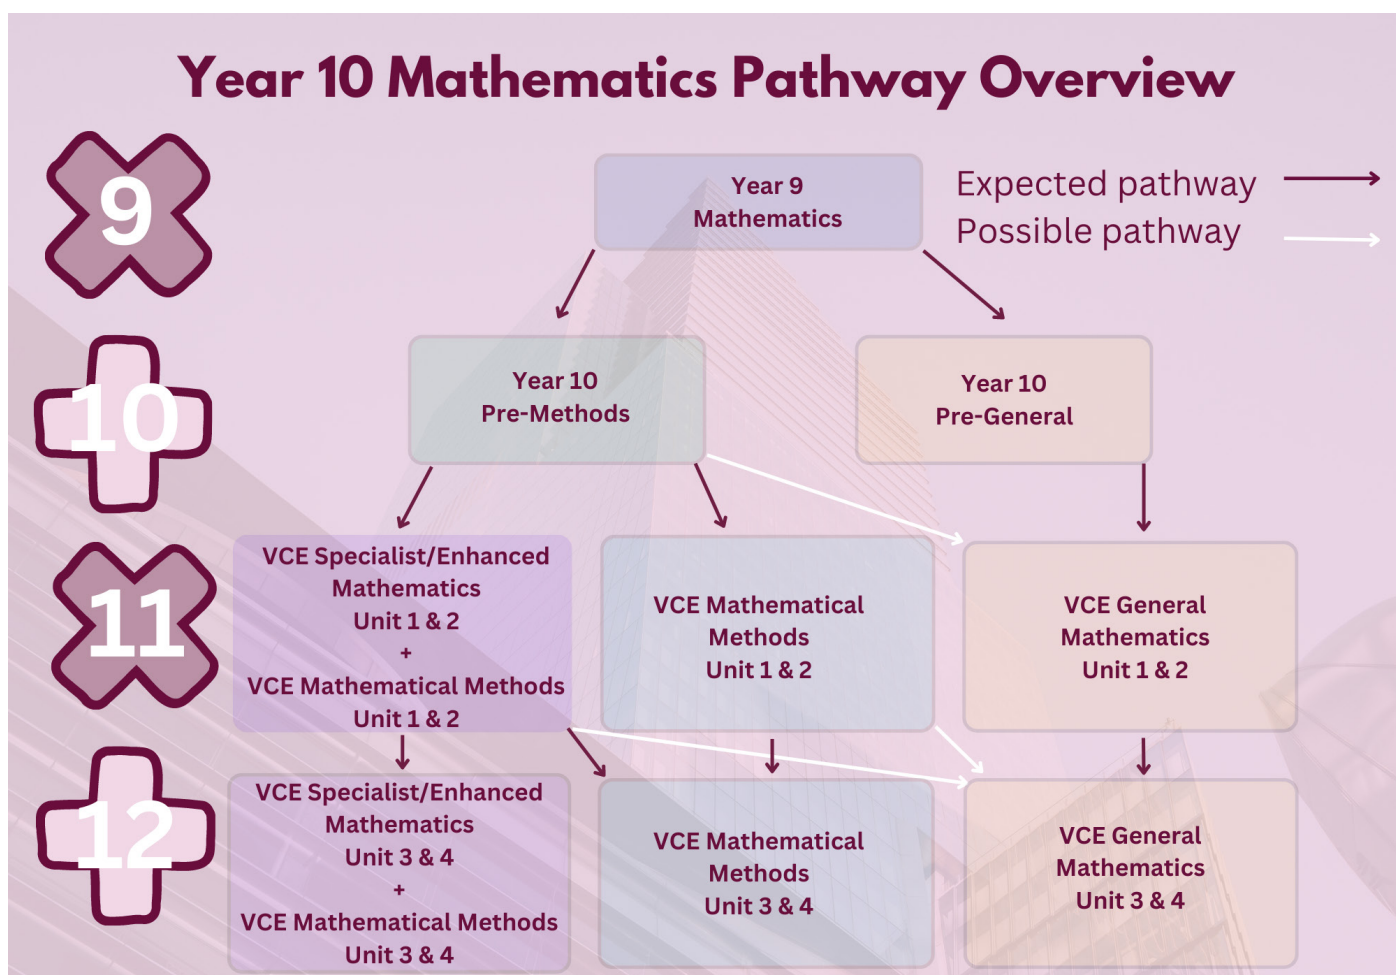 Year 10 Mathematics Pathway Overview
9
Year 9
Mathematics
Expected pathway
Possible pathway
10
Year 10
Pre-Methods
Year 10
Pre-General
11
VCE Specialist/Enhanced
Mathematics
Unit 1 & 2
+
VCE Mathematical Methods
Unit 1 & 2
VCE Mathematical
Methods
Unit 1 & 2
VCE General
Mathematics
Unit 1 & 2
12
VCE Specialist/Enhanced
Mathematics
Unit 3 & 4
+
VCE Mathematical Methods
Unit 3 & 4
VCE Mathematical
Methods
Unit 3 & 4
VCE General
Mathematics
Unit 3 & 4